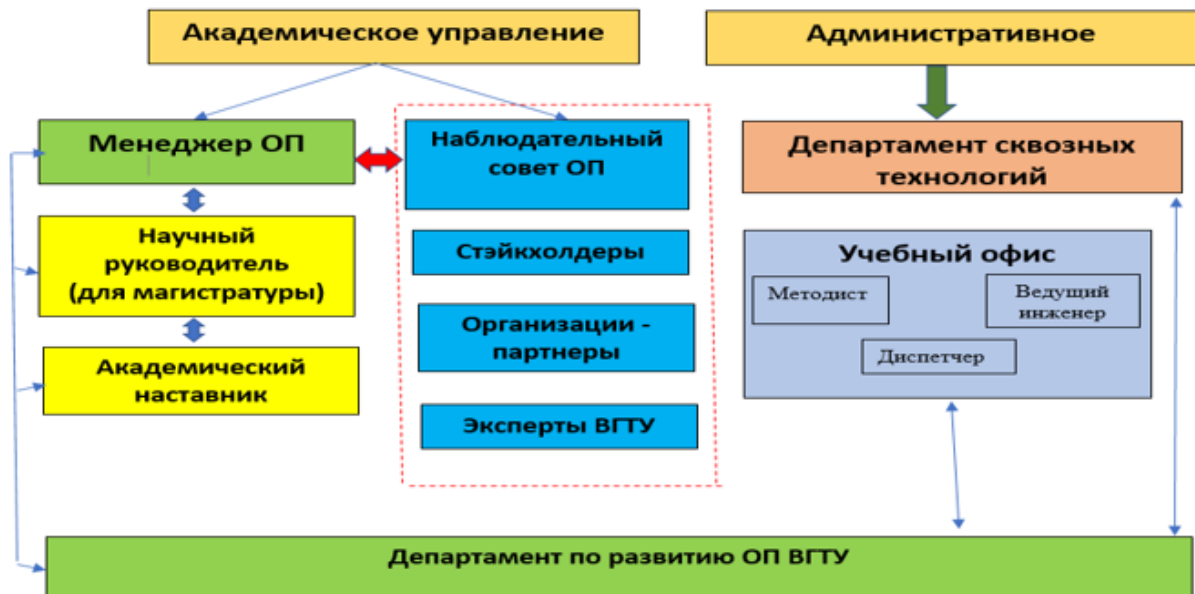 Академическое управление
Административное
Менеджер ОП
Наблюдательный
совет ОП
Департамент сквозных
технологий
Научный
руководитель
(для магистратуры)
Стэйкхолдеры
Учебный офис
Методист
Ведущий
инженер
Организации -
партнеры
Диспетчер
Академический
наставник
Эксперты ВГТУ
Департамент по развитию ОП ВГТУ